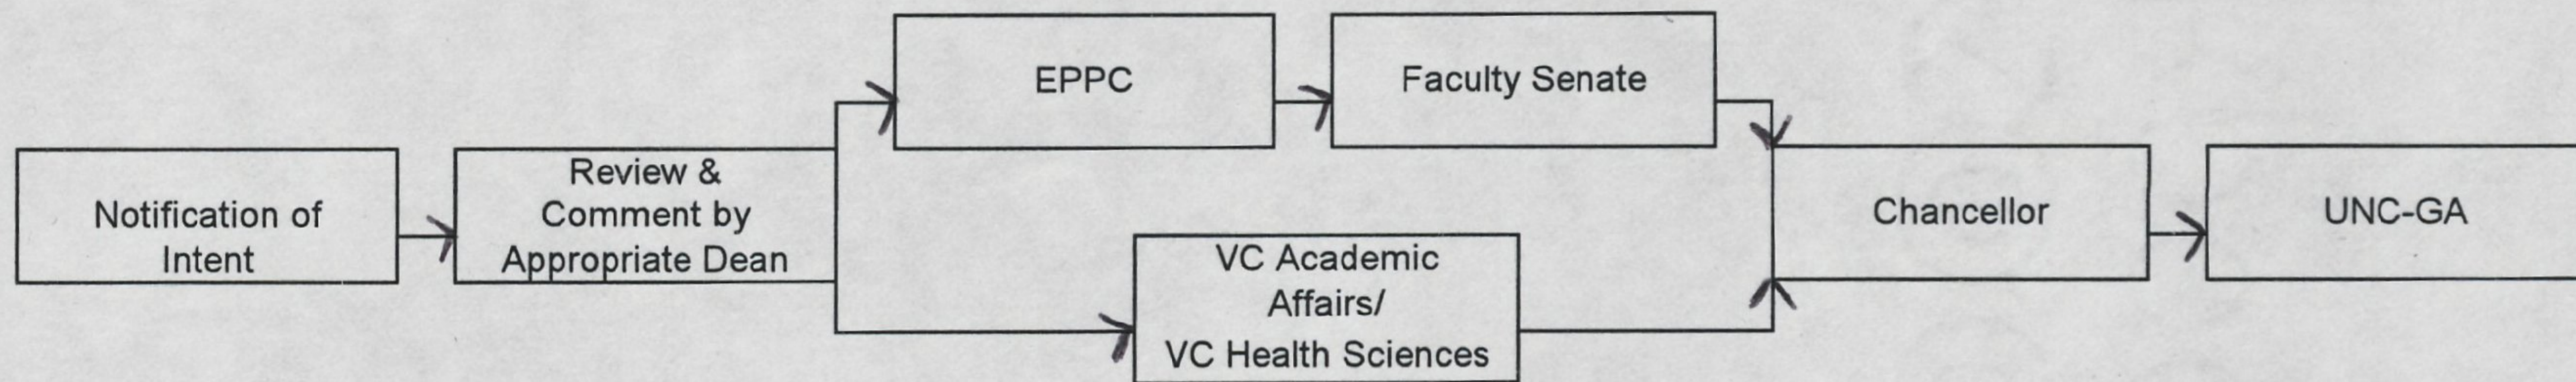 Notification of
Intent
Review &
Comment by
Appropriate Dean
EPPC
Faculty Senate
VC Academic
Affairs/
VC Health Sciences
Chancellor
UNC-GA